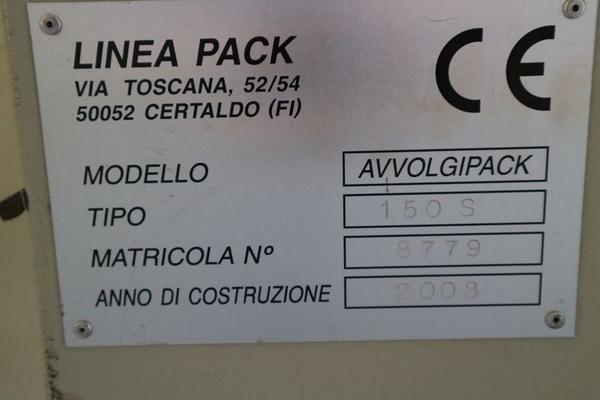 LINEA PACK
VIA TOSCANA, 52/54
50052 CERTALDO (FI)
CE
MODELLO AVVOLGIPACK
TIPO 150 S
MATRICOLA Nº 8779
ANNO DI COSTRUZIONE 2008